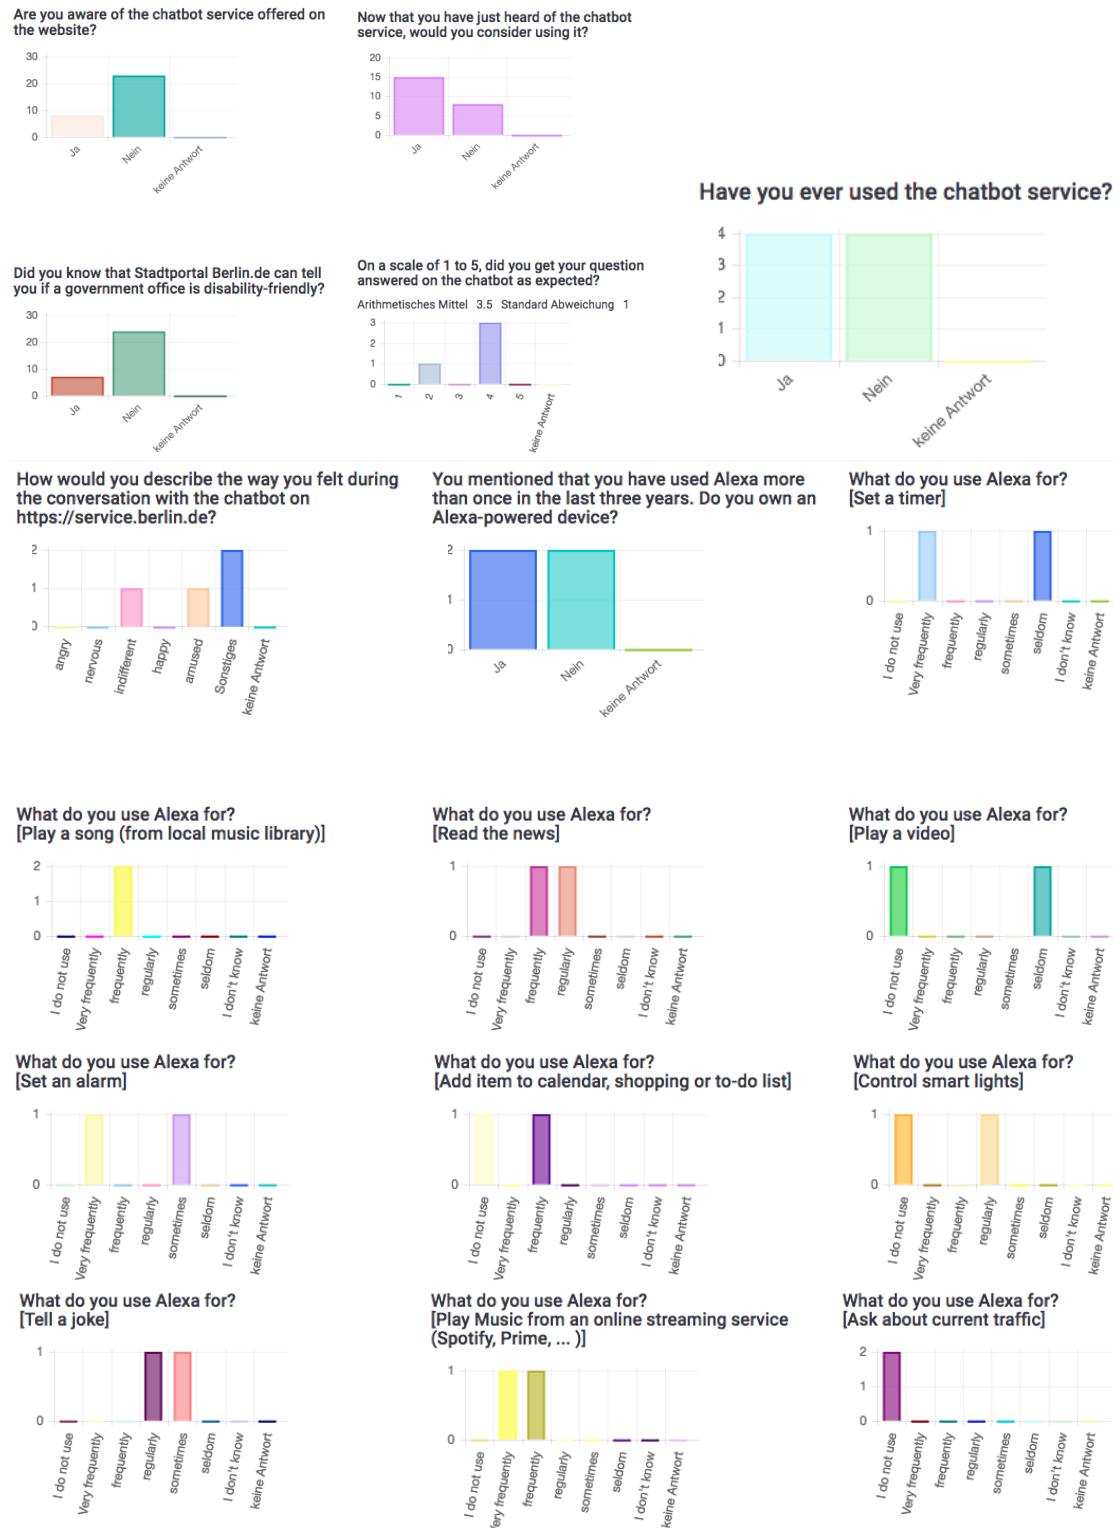 Are you aware of the chatbot service offered on
the website?
30
20
10
0
Ja
Nein
keine Antwort
Now that you have just heard of the chatbot
service, would you consider using it?
20
15
10
5
0
Ja
Nein
keine Antwort
Have you ever used the chatbot service?
4
3
2
1
0
Ja
Nein
keine Antwort
Did you know that Stadtportal Berlin.de can tell
you if a government office is disability-friendly?
30
20
10
0
Ja
Nein
keine Antwort
On a scale of 1 to 5, did you get your question
answered on the chatbot as expected?
Arithmetisches Mittel 3.5 Standard Abweichung 1
3
2
1
0
1
2
3
4
5
keine Antwort
How would you describe the way you felt during
the conversation with the chatbot on
https://service.berlin.de?
2
1
0
angry
nervous
indifferent
happy
amused
Sonstiges
keine Antwort
You mentioned that you have used Alexa more
than once in the last three years. Do you own an
Alexa-powered device?
2
1
0
Ja
Nein
keine Antwort
What do you use Alexa for?
[Set a timer]
1
0
I do not use
Very frequently
frequently
regularly
sometimes
seldom
I don't know
keine Antwort
What do you use Alexa for?
[Play a song (from local music library)]
2
1
0
I do not use
Very frequently
frequently
regularly
sometimes
seldom
I don't know
keine Antwort
What do you use Alexa for?
[Read the news]
1
0
I do not use
Very frequently
frequently
regularly
sometimes
seldom
I don't know
keine Antwort
What do you use Alexa for?
[Play a video]
1
0
I do not use
Very frequently
frequently
regularly
sometimes
seldom
I don't know
keine Antwort
What do you use Alexa for?
[Set an alarm]
1
0
I do not use
Very frequently
frequently
regularly
sometimes
seldom
I don't know
keine Antwort
What do you use Alexa for?
[Add item to calendar, shopping or to-do list]
1
0
I do not use
Very frequently
frequently
regularly
sometimes
seldom
I don't know
keine Antwort
What do you use Alexa for?
[Control smart lights]
1
0
I do not use
Very frequently
frequently
regularly
sometimes
seldom
I don't know
keine Antwort
What do you use Alexa for?
[Tell a joke]
1
0
I do not use
Very frequently
frequently
regularly
sometimes
seldom
I don't know
keine Antwort
What do you use Alexa for?
[Play Music from an online streaming service
(Spotify, Prime, ... )]
1
0
I do not use
Very frequently
frequently
regularly
sometimes
seldom
I don't know
keine Antwort
What do you use Alexa for?
[Ask about current traffic]
2
1
0
I do not use
Very frequently
frequently
regularly
sometimes
seldom
I don't know
keine Antwort